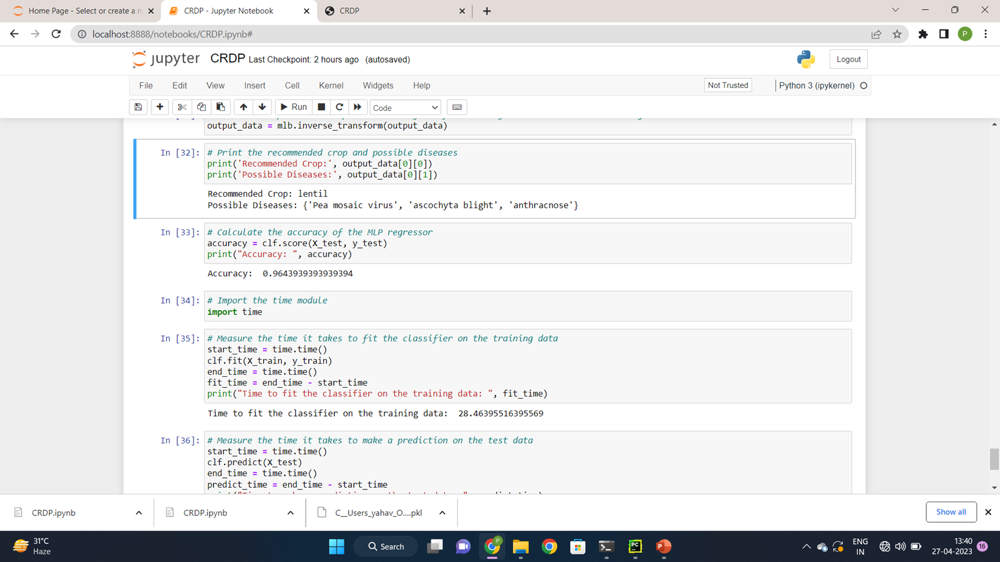 Home Page - Select or create a n
CRDP - Jupyter Notebook
CRDP
localhost:8888/notebooks/CRDP.ipynb#
P
jupyter CRDP Last Checkpoint: 2 hours ago (autosaved)
Logout
File Edit View Insert Cell Kernel Widgets Help
Not Trusted
Python 3 (ipykernel)
Run
Code
output_data = mlb.inverse_transform(output_data)
In [32]: # Print the recommended crop and possible diseases
print('Recommended Crop:', output_data[0][0])
print('Possible Diseases:', output_data[0][1])
Recommended Crop: lentil
Possible Diseases: {'Pea mosaic virus', 'ascochyta blight', 'anthracnose'}
In [33]: # Calculate the accuracy of the MLP regressor
accuracy = clf.score(X_test, y_test)
print("Accuracy: ", accuracy)
Accuracy:  0.9643939393939394
In [34]: # Import the time module
import time
In [35]: # Measure the time it takes to fit the classifier on the training data
start_time = time.time()
clf.fit(X_train, y_train)
end_time = time.time()
fit_time = end_time - start_time
print("Time to fit the classifier on the training data: ", fit_time)
Time to fit the classifier on the training data:  28.46395516395569
In [36]: # Measure the time it takes to make a prediction on the test data
start_time = time.time()
clf.predict(X_test)
end_time = time.time()
predict_time = end_time - start_time
CRDP.ipynb
CRDP.ipynb
C__Users_yahav_O....pkl
Show all
31°C
Haze
Search
P
PC
P
ENG
IN
13:40
27-04-2023
16